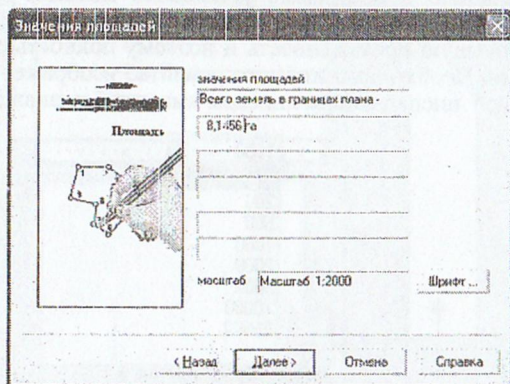 Значения площадей
Площадь
значения площадей
Всего земель в границах плана -
8,1456 га
масштаб Масштаб 1:2000 Шрифт ...
< Назад Далее > Отмена Справка